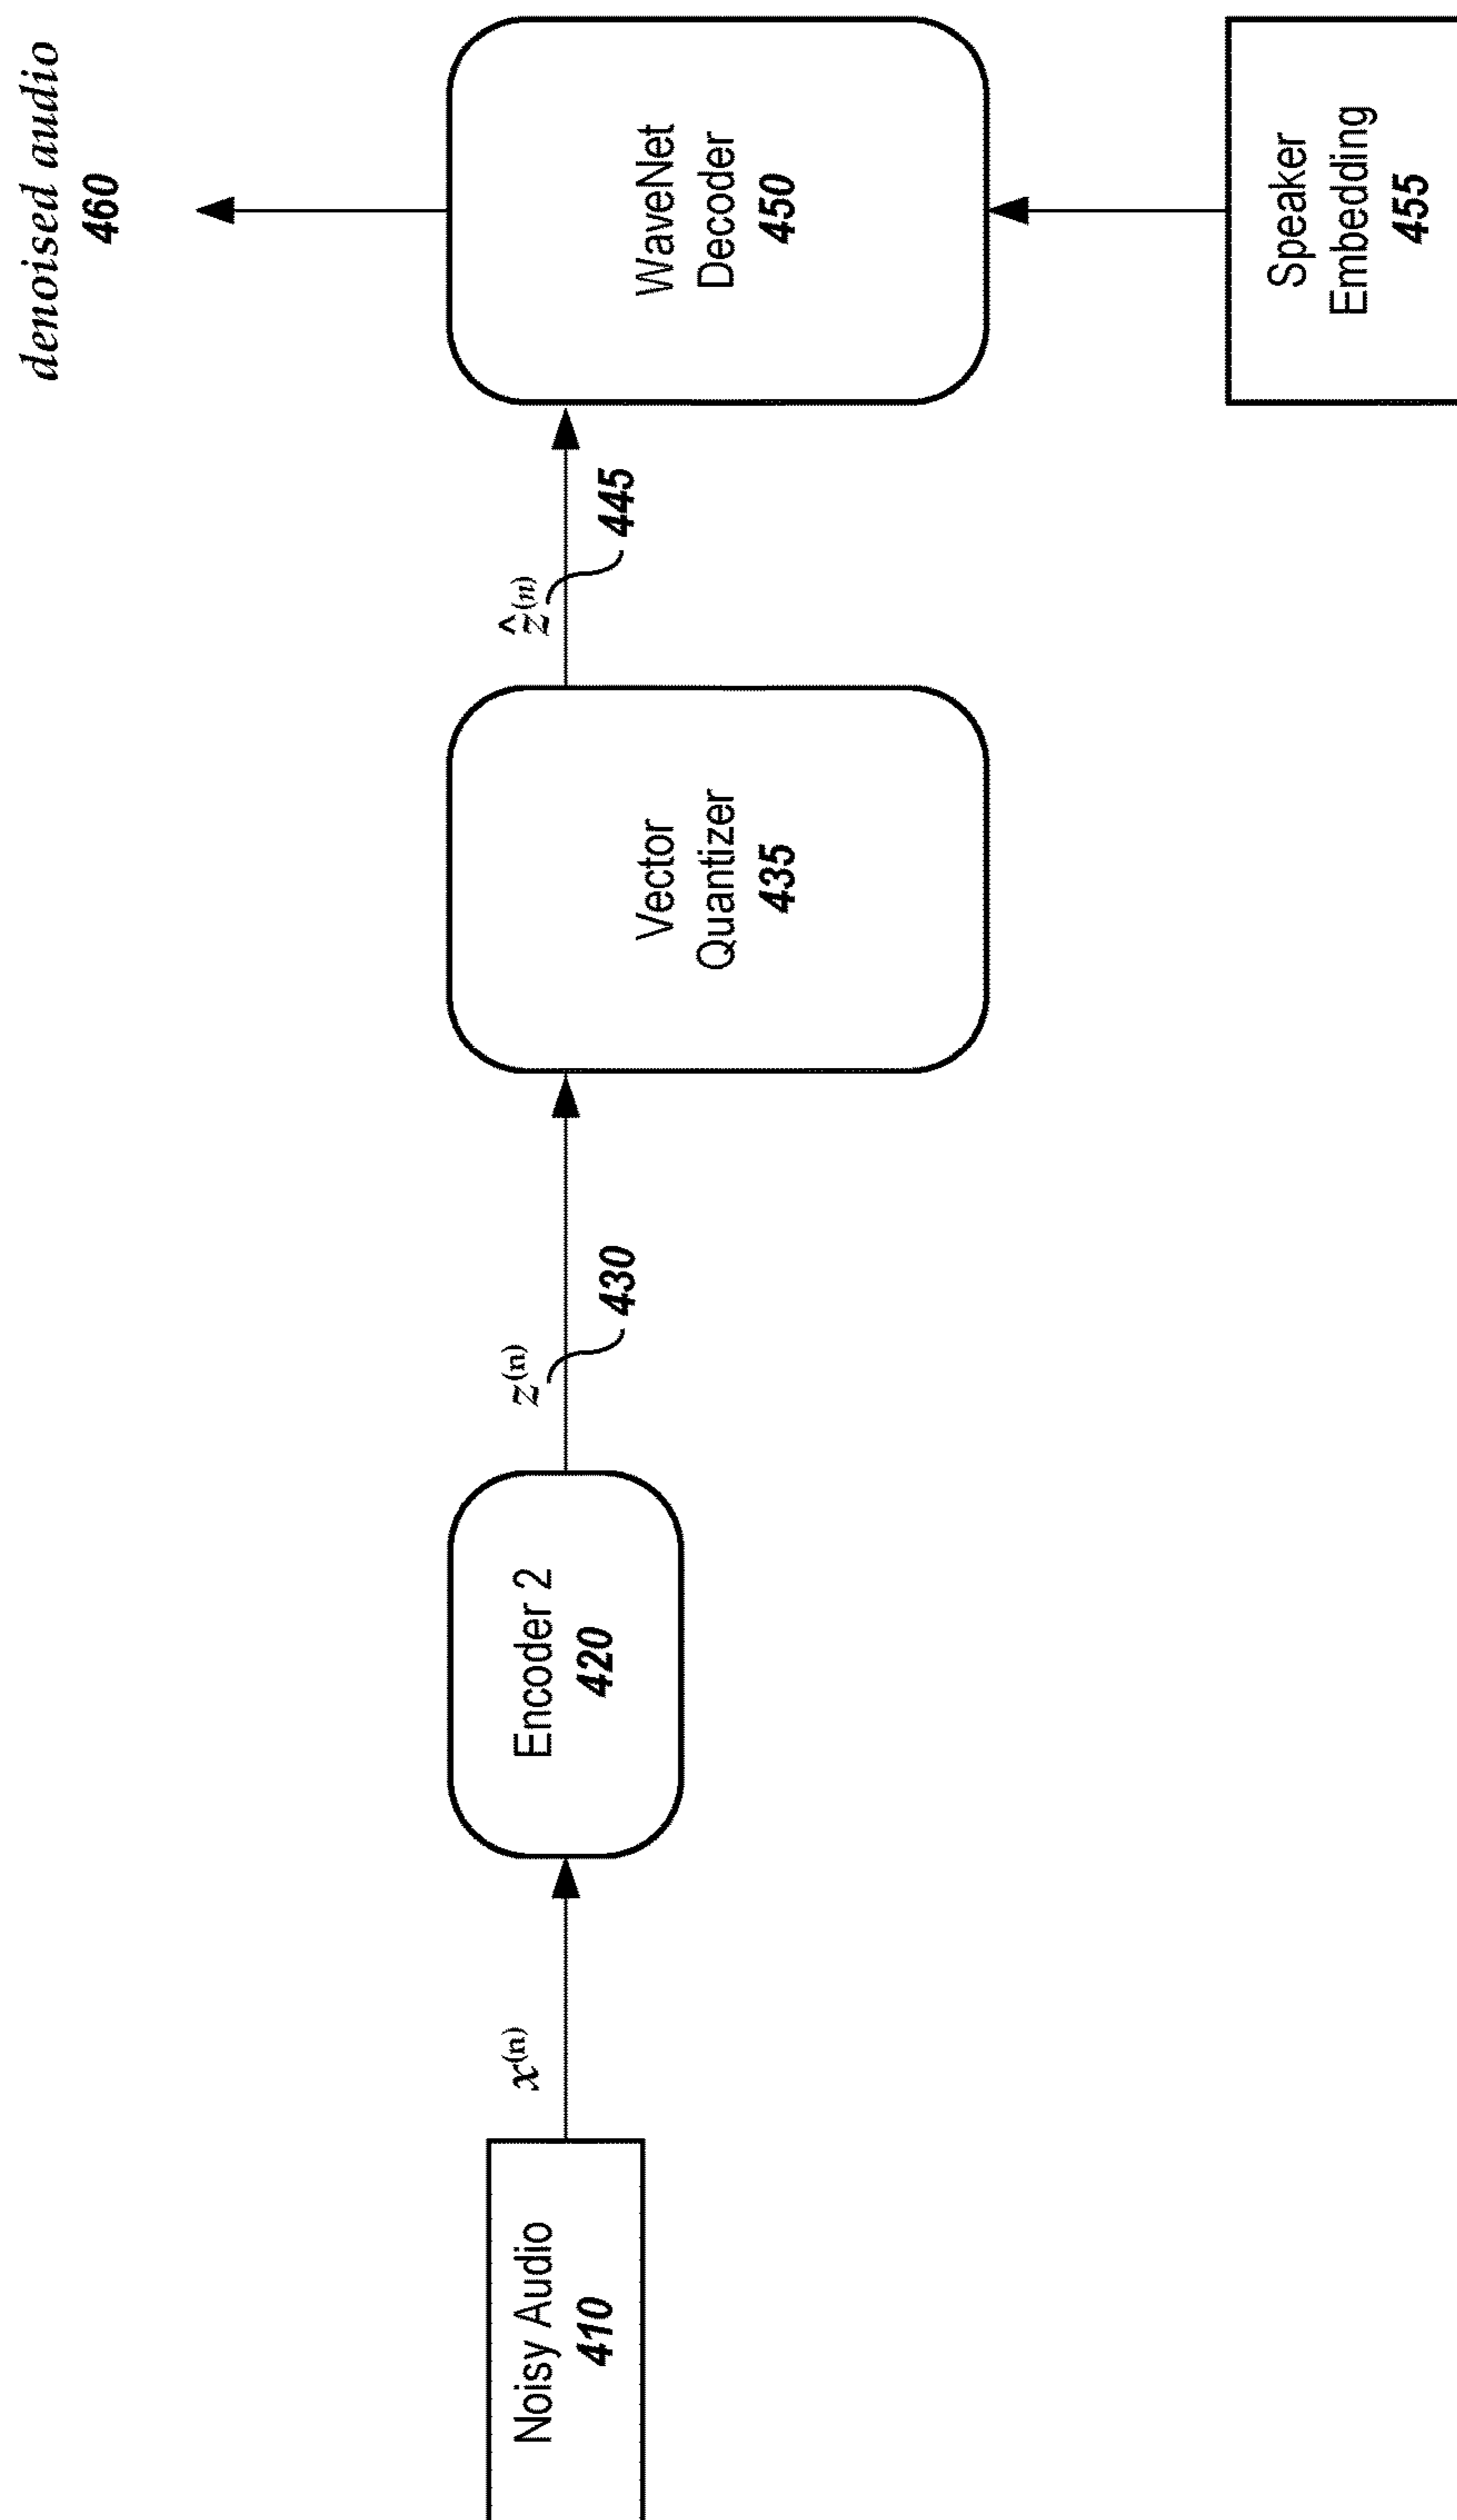 denoised audio
460
Noisy Audio
410
x^(n)
Encoder 2
420
z^(n)
430
Vector
Quantizer
435
ẑ^(n)
445
WaveNet
Decoder
450
Speaker
Embedding
455